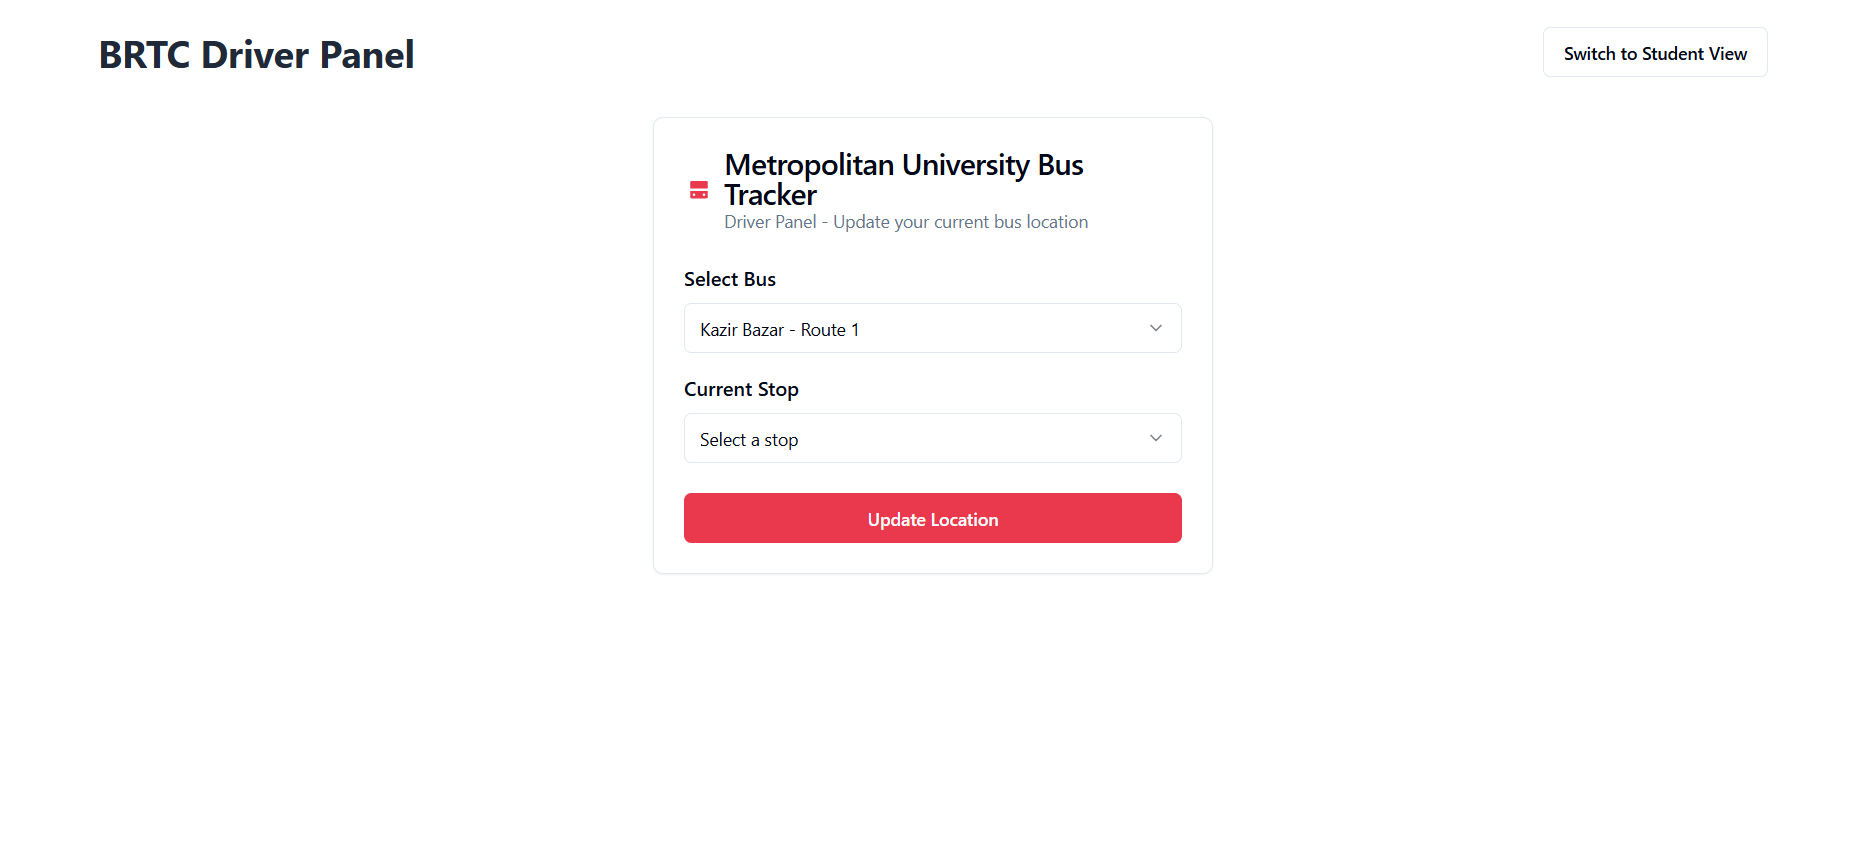 BRTC Driver Panel
Switch to Student View
Metropolitan University Bus
Tracker
Driver Panel - Update your current bus location
Select Bus
Kazir Bazar - Route 1
Current Stop
Select a stop
Update Location